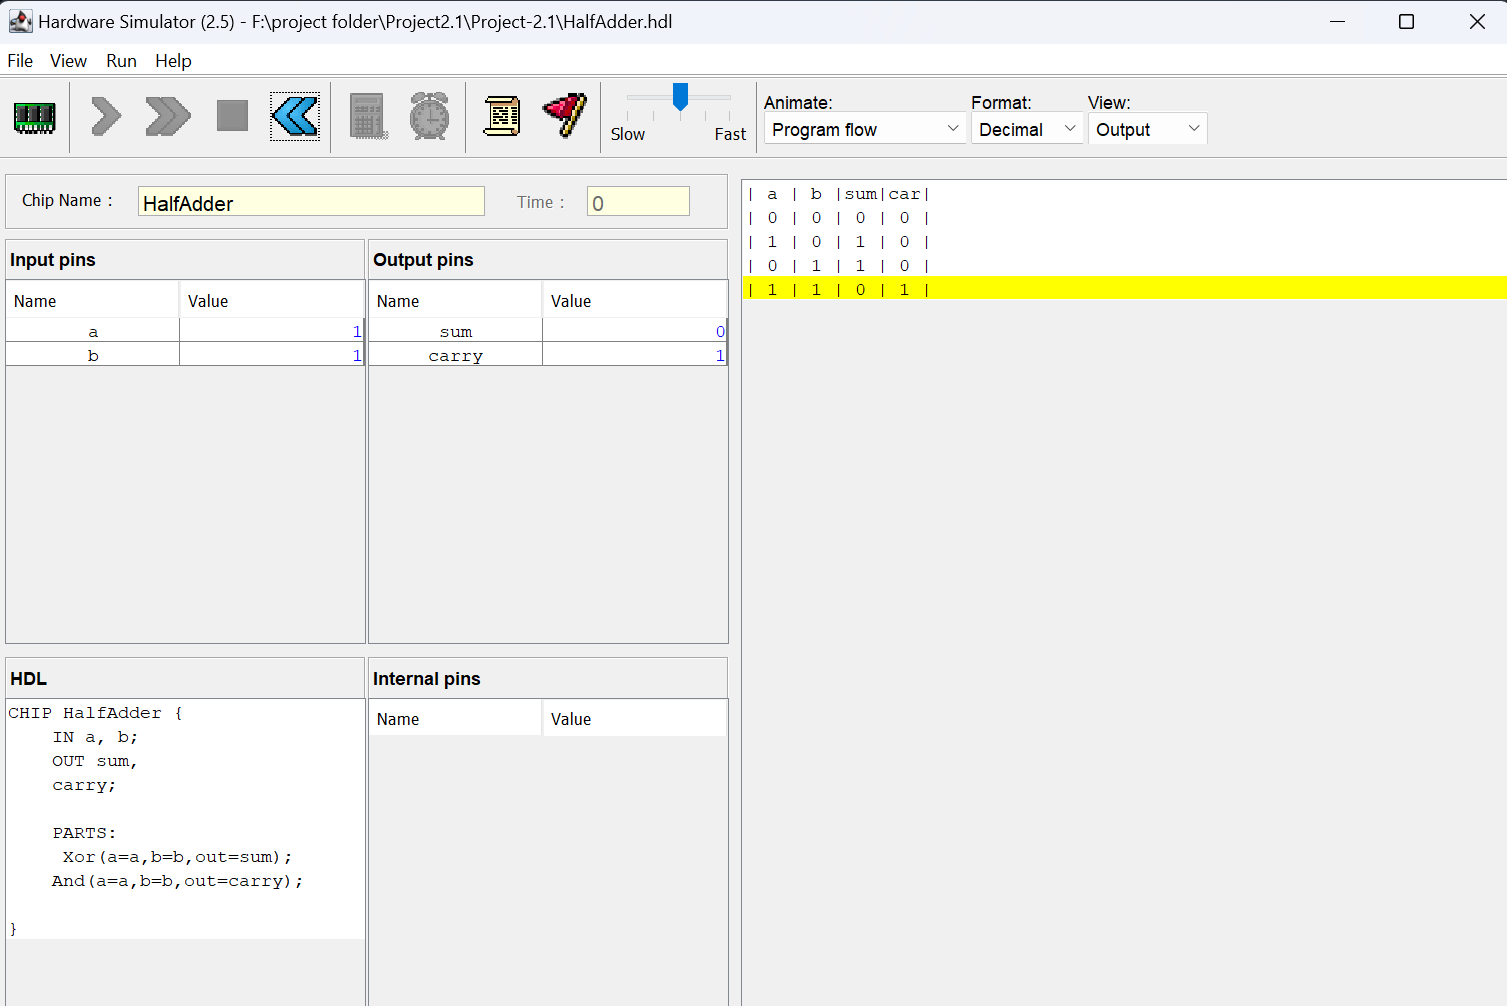 Hardware Simulator (2.5) - F:\project folder\Project2.1\Project-2.1\HalfAdder.hdl
File View Run Help
Slow Fast
Animate: Format: View:
Program flow Decimal Output
Chip Name : HalfAdder Time : 0
Input pins
Name Value
a 1
b 1
Output pins
Name Value
sum 0
carry 1
HDL
CHIP HalfAdder {
IN a, b;
OUT sum,
carry;
PARTS:
Xor(a=a,b=b,out=sum);
And(a=a,b=b,out=carry);
}
Internal pins
Name Value
| a | b |sum|car|
| 0 | 0 | 0 | 0 |
| 1 | 0 | 1 | 0 |
| 0 | 1 | 1 | 0 |
| 1 | 1 | 0 | 1 |